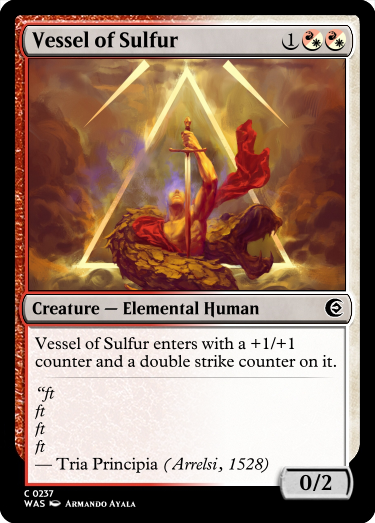 Vessel of Sulfur 1
Creature — Elemental Human
Vessel of Sulfur enters with a +1/+1
counter and a double strike counter on it.
“ft
ft
ft
ft
— Tria Principia (Arrelsi, 1528)
0/2
C 0237
WAS ARMANDO AYALA